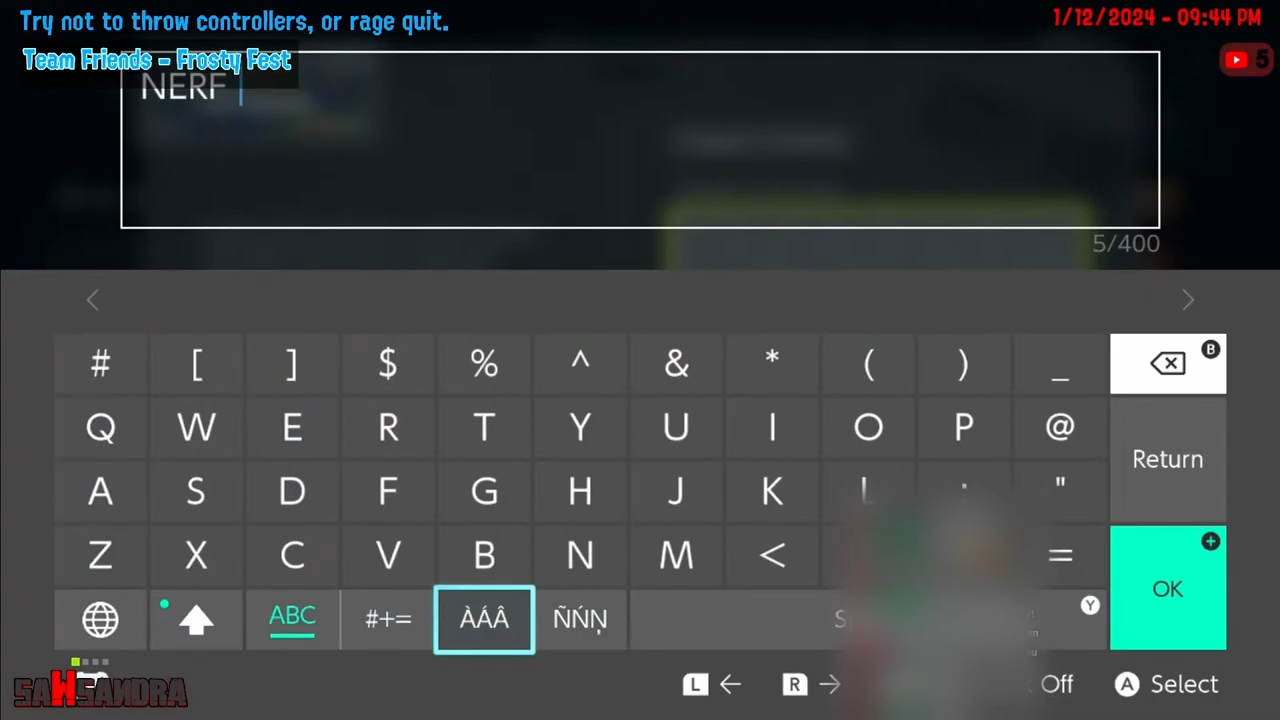 Try not to throw controllers, or rage quit.
1/12/2024 - 09:44 PM
Team Friends - Frosty Fest
5
NERF
5/400
# [ ] $ % ^ & * ( ) _ B
Q W E R T Y U I O P @
Return
A S D F G H J K L "
Z X C V B N M < =
OK
ABC #+= ÀÁÂ ÑŃŅ Y
SAWSANDRA
L ← R → Off A Select